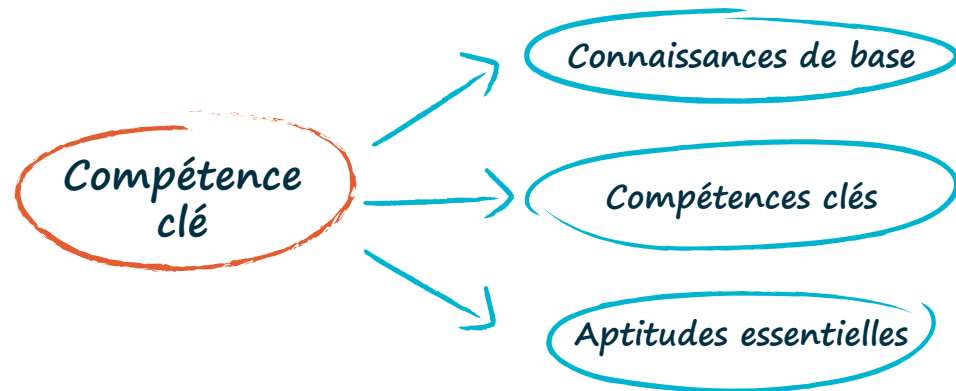 Compétence
clé
Connaissances de base
Compétences clés
Aptitudes essentielles